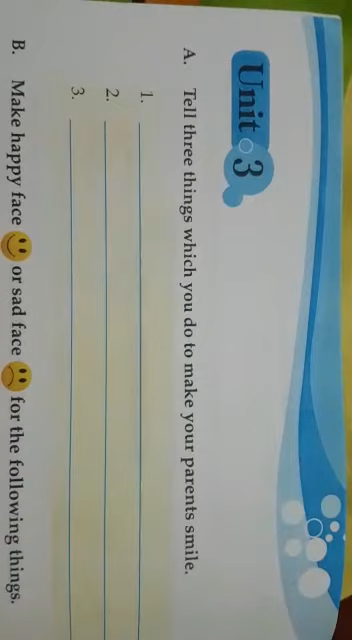 Unit 3
A. Tell three things which you do to make your parents smile.
1.
2.
3.
B. Make happy face or sad face for the following things.